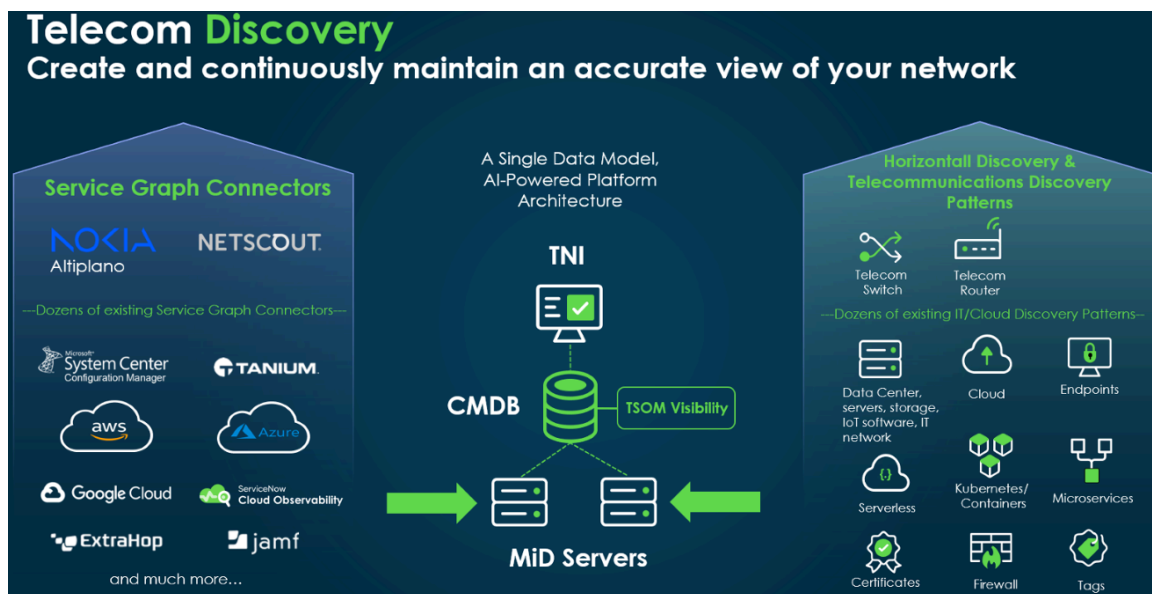 Telecom Discovery
Create and continuously maintain an accurate view of your network
Service Graph Connectors
NOKIA
Altiplano
NETSCOUT.
---Dozens of existing Service Graph Connectors---
Microsoft®
System Center
Configuration Manager
TANIUM.
aws
Azure
Google Cloud
ServiceNow
Cloud Observability
ExtraHop
jamf
and much more...
A Single Data Model,
AI-Powered Platform
Architecture
TNI
CMDB
TSOM Visibility
MiD Servers
Horizontall Discovery &
Telecommunications Discovery
Patterns
Telecom
Switch
Telecom
Router
---Dozens of existing IT/Cloud Discovery Patterns--
Data Center,
servers, storage,
IoT software, IT
network
Cloud
Endpoints
{.}
Serverless
Kubernetes/
Containers
Microservices
Certificates
Firewall
Tags